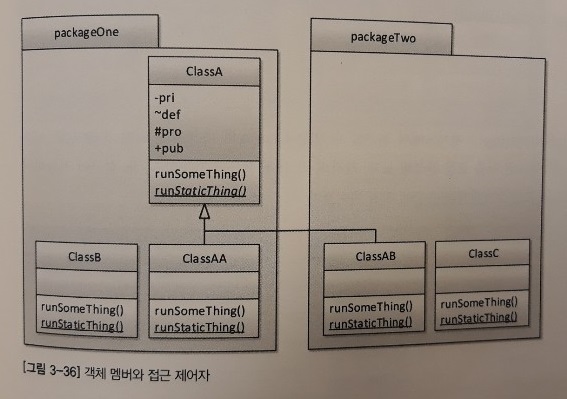 packageOne
ClassA
-pri
~def
#pro
+pub
runSomeThing()
runStaticThing()
ClassB
runSomeThing()
runStaticThing()
ClassAA
runSomeThing()
runStaticThing()
packageTwo
ClassAB
runSomeThing()
runStaticThing()
ClassC
runSomeThing()
runStaticThing()
[그림 3-36] 객체 멤버와 접근 제어자